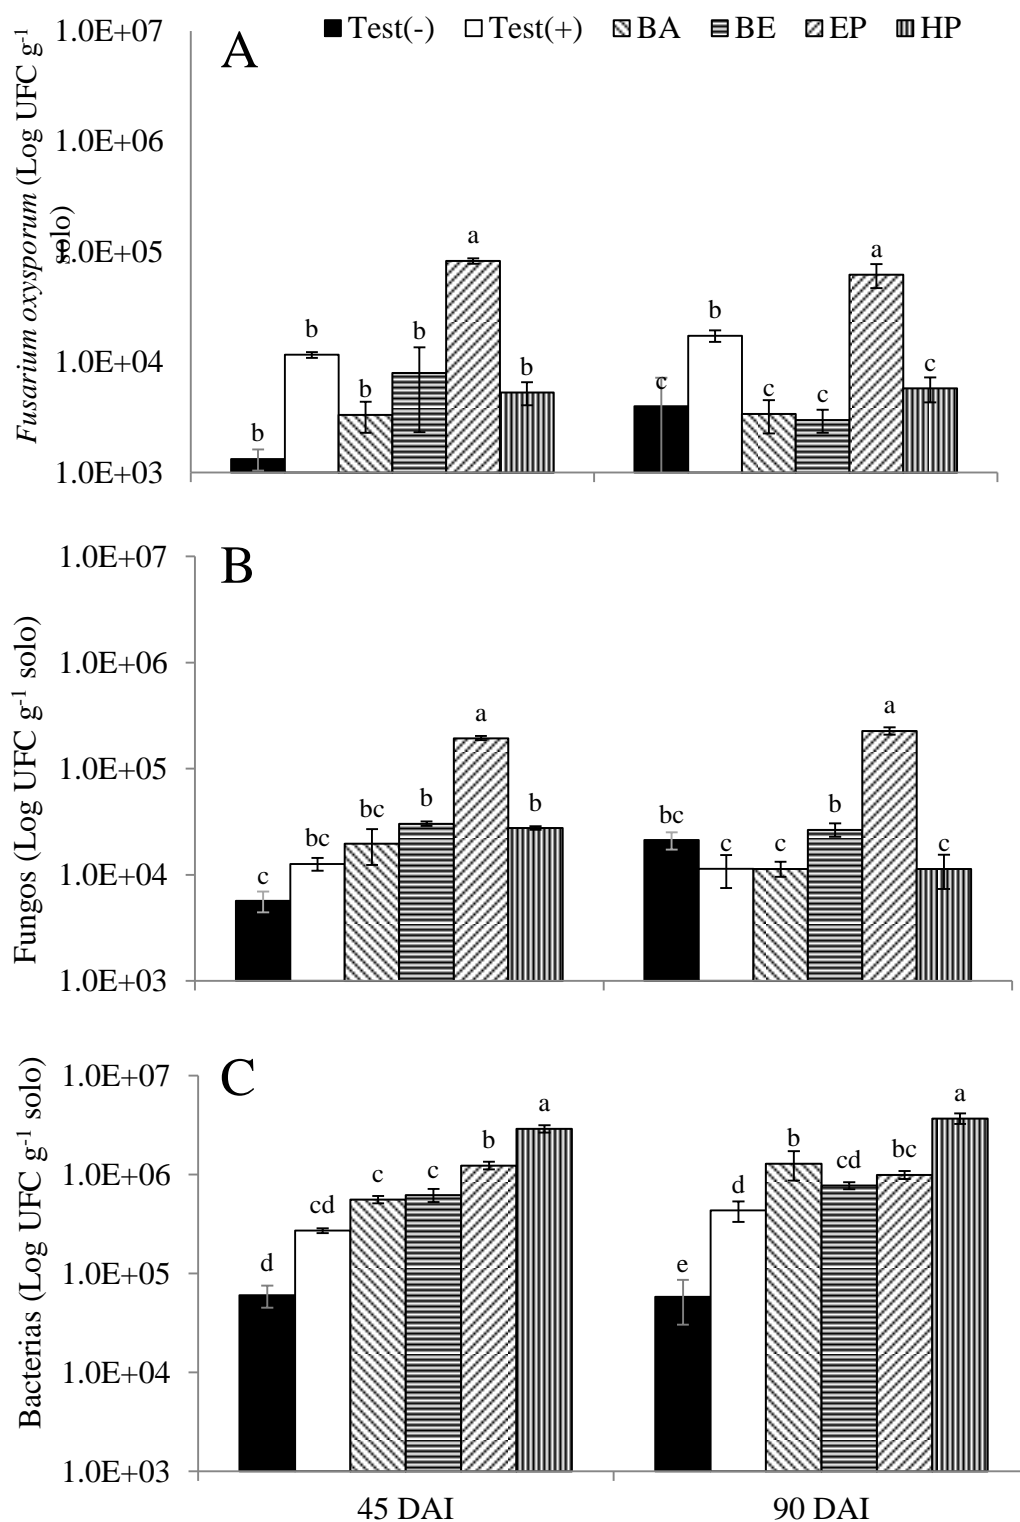 Test(-) Test(+) BA BE EP HP
A
Fusarium oxysporum (Log UFC g-1
solo)
1.0E+07
1.0E+06
1.0E+05
1.0E+04
1.0E+03
b b b b a b
c b c c a c
B
Fungos (Log UFC g-1 solo)
1.0E+07
1.0E+06
1.0E+05
1.0E+04
1.0E+03
c bc bc b a b
bc c c b a c
C
Bacterias (Log UFC g-1 solo)
1.0E+07
1.0E+06
1.0E+05
1.0E+04
1.0E+03
d cd c c b a
e d b cd bc a
45 DAI 90 DAI